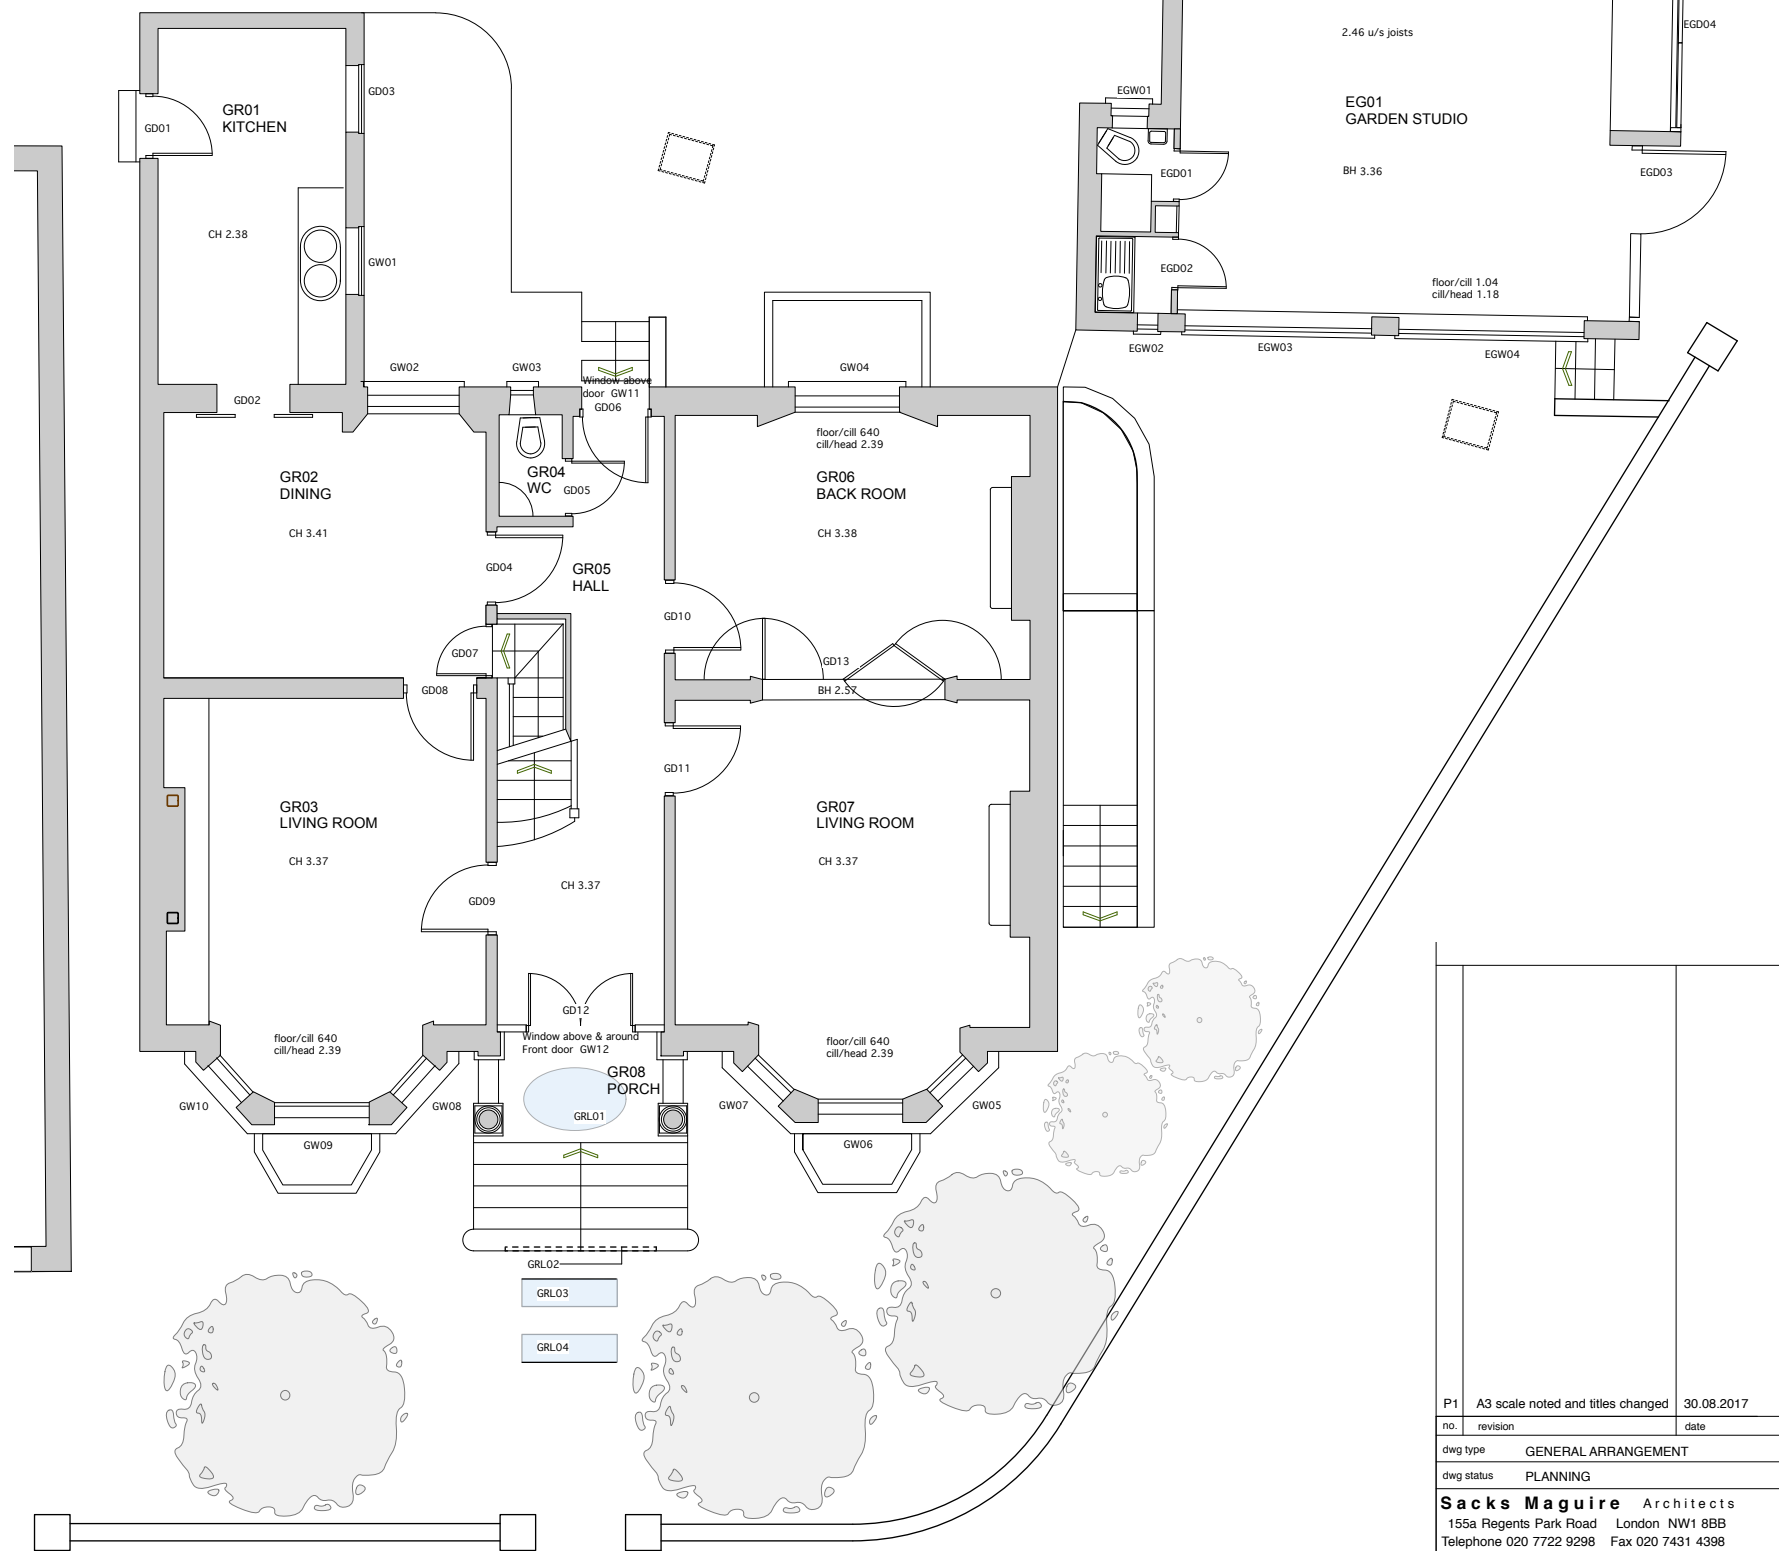 2.46 u/s joists
EGD04
GD03
EGW01
GR01
KITCHEN
GD01
EG01
GARDEN STUDIO
BH 3.36
EGD01
EGD03
CH 2.38
GW01
EGD02
floor/cill 1.04
cill/head 1.18
EGW02
EGW03
EGW04
GW02
GW03
GW04
Window above
door GW11
GD06
GD02
floor/cill 640
cill/head 2.39
GR02
DINING
GR04
WC
GD05
GR06
BACK ROOM
CH 3.41
CH 3.38
GD04
GR05
HALL
GD10
GD07
GD13
GD08
BH 2.57
GD11
GR03
LIVING ROOM
GR07
LIVING ROOM
CH 3.37
CH 3.37
CH 3.37
GD09
GD12
Window above & around
Front door GW12
floor/cill 640
cill/head 2.39
floor/cill 640
cill/head 2.39
GR08
PORCH
GW10
GW08
GRL01
GW07
GW05
GW09
GW06
GRL02
GRL03
GRL04
P1 A3 scale noted and titles changed 30.08.2017
no. revision date
dwg type GENERAL ARRANGEMENT
dwg status PLANNING
Sacks Maguire Architects
155a Regents Park Road London NW1 8BB
Telephone 020 7722 9298 Fax 020 7431 4398